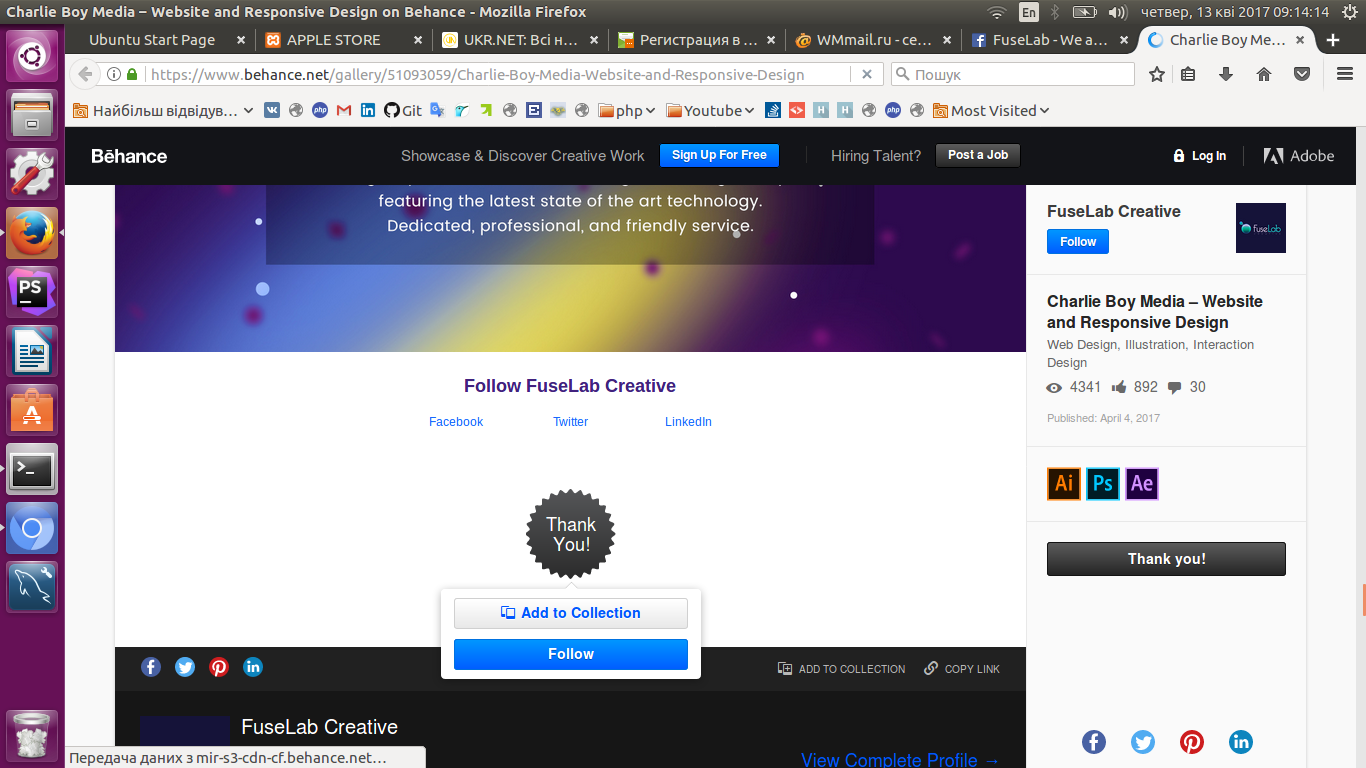 Charlie Boy Media – Website and Responsive Design on Behance - Mozilla Firefox
En
четвер, 13 кві 2017 09:14:14
Ubuntu Start Page
APPLE STORE
UKR.NET: Всі н…
Регистрация в …
WMmail.ru - се…
FuseLab - We a…
Charlie Boy Me…
https://www.behance.net/gallery/51093059/Charlie-Boy-Media-Website-and-Responsive-Design
Пошук
Найбільш відвідув…
Git
php
Youtube
Most Visited
Bēhance
Showcase & Discover Creative Work
Sign Up For Free
Hiring Talent?
Post a Job
Log In
Adobe
featuring the latest state of the art technology.
Dedicated, professional, and friendly service.
Follow FuseLab Creative
Facebook
Twitter
LinkedIn
Thank
You!
Add to Collection
Follow
ADD TO COLLECTION
COPY LINK
FuseLab Creative
View Complete Profile →
FuseLab Creative
Follow
FuseLab
Charlie Boy Media – Website
and Responsive Design
Web Design, Illustration, Interaction
Design
4341 892 30
Published: April 4, 2017
Ai Ps Ae
Thank you!
PS
Передача даних з mir-s3-cdn-cf.behance.net…